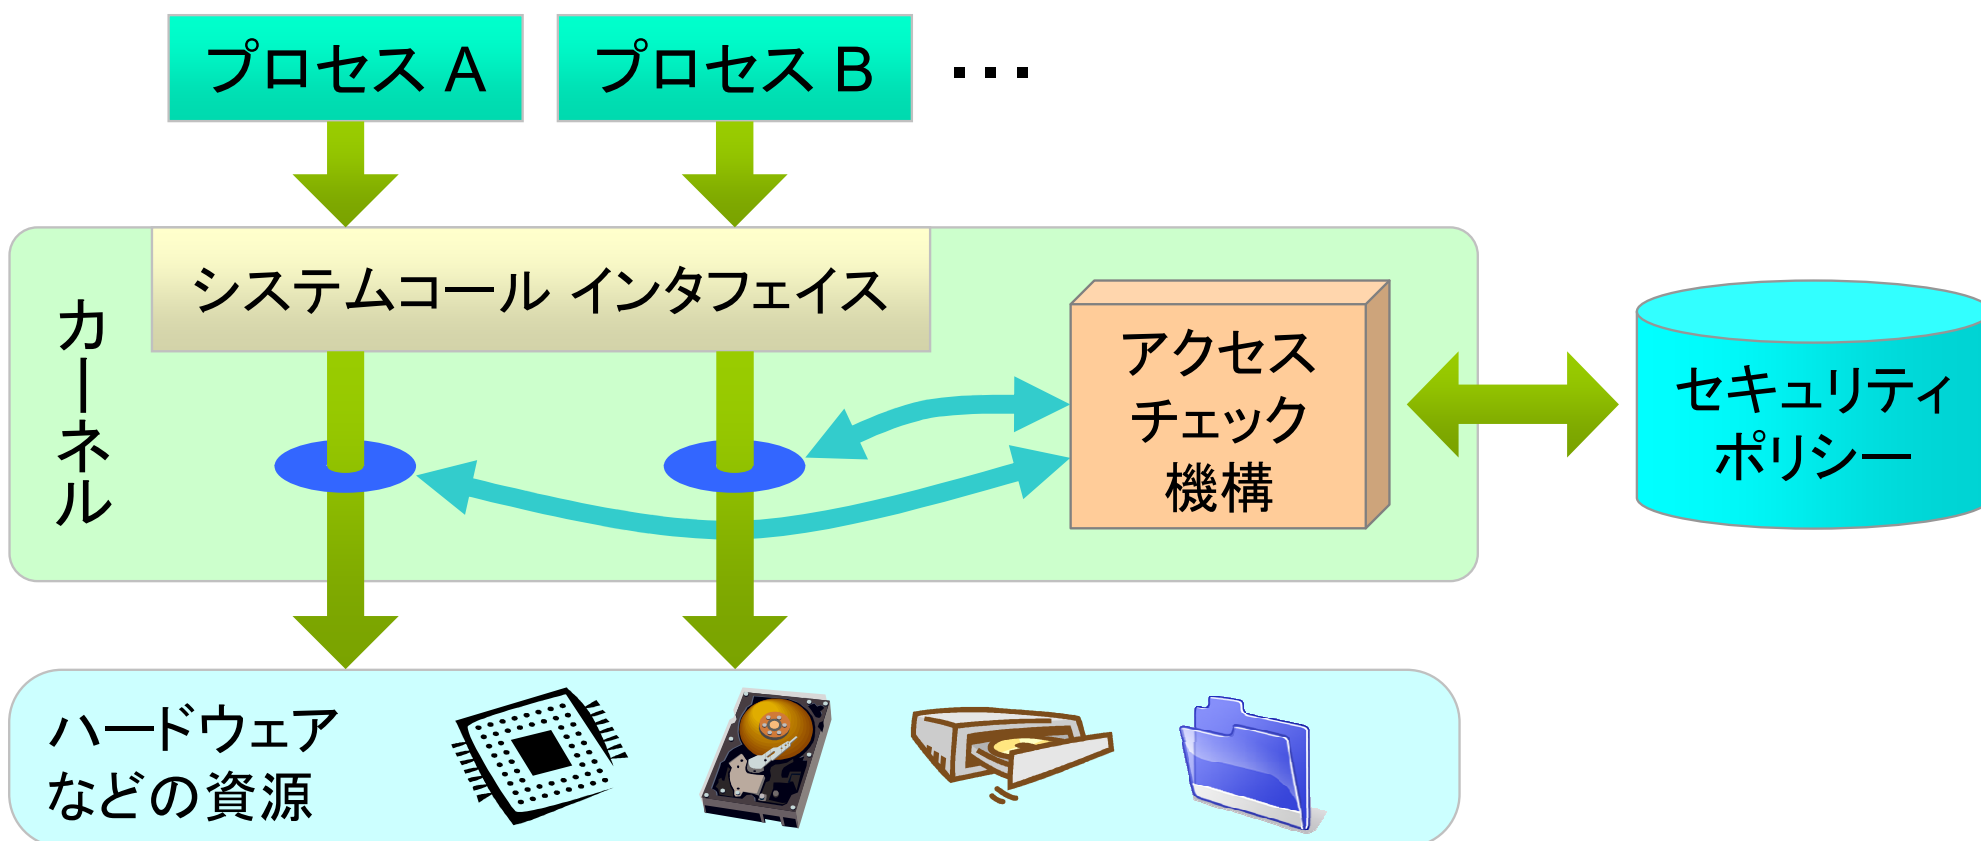 プロセス A
プロセス B
・・・
システムコール インタフェイス
カーネル
アクセス
チェック
機構
セキュリティ
ポリシー
ハードウェア
などの資源